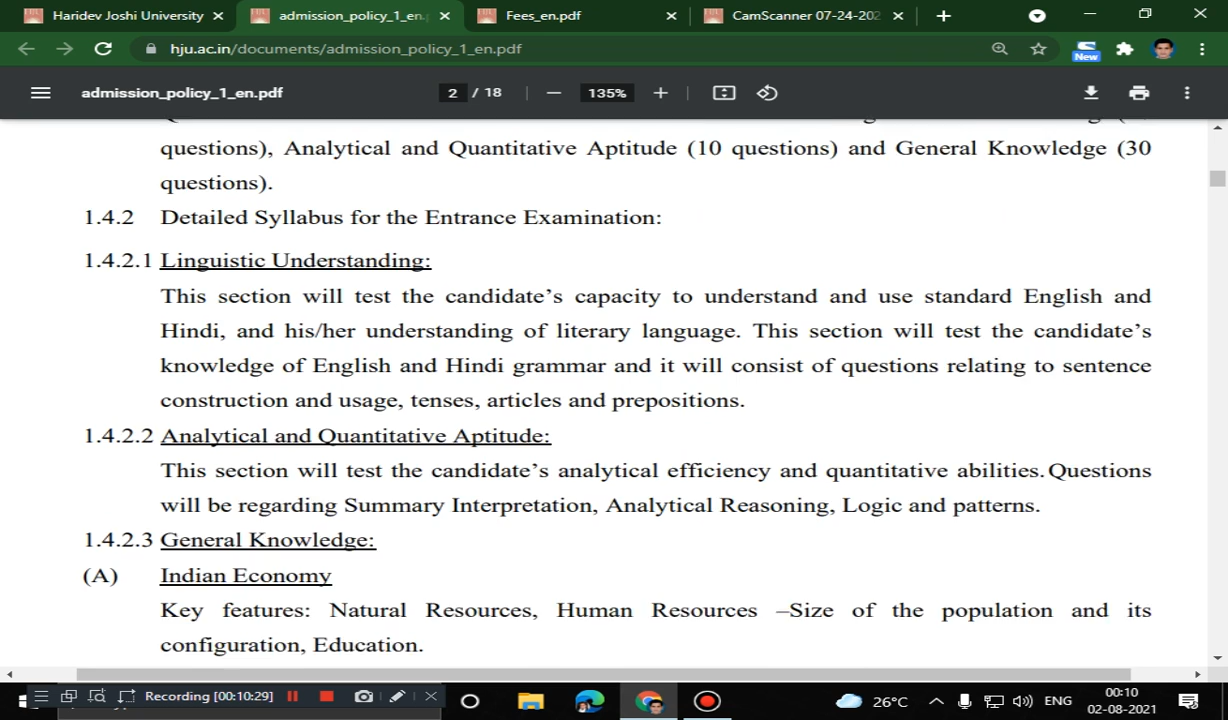 Haridev Joshi University
admission_policy_1_en.
Fees_en.pdf
CamScanner 07-24-202
hju.ac.in/documents/admission_policy_1_en.pdf
New
admission_policy_1_en.pdf
2 / 18
135%
questions), Analytical and Quantitative Aptitude (10 questions) and General Knowledge (30
questions).
1.4.2 Detailed Syllabus for the Entrance Examination:
1.4.2.1 Linguistic Understanding:
This section will test the candidate's capacity to understand and use standard English and
Hindi, and his/her understanding of literary language. This section will test the candidate's
knowledge of English and Hindi grammar and it will consist of questions relating to sentence
construction and usage, tenses, articles and prepositions.
1.4.2.2 Analytical and Quantitative Aptitude:
This section will test the candidate's analytical efficiency and quantitative abilities. Questions
will be regarding Summary Interpretation, Analytical Reasoning, Logic and patterns.
1.4.2.3 General Knowledge:
(A) Indian Economy
Key features: Natural Resources, Human Resources –Size of the population and its
configuration, Education.
Recording [00:10:29]
26°C
ENG
00:10
02-08-2021